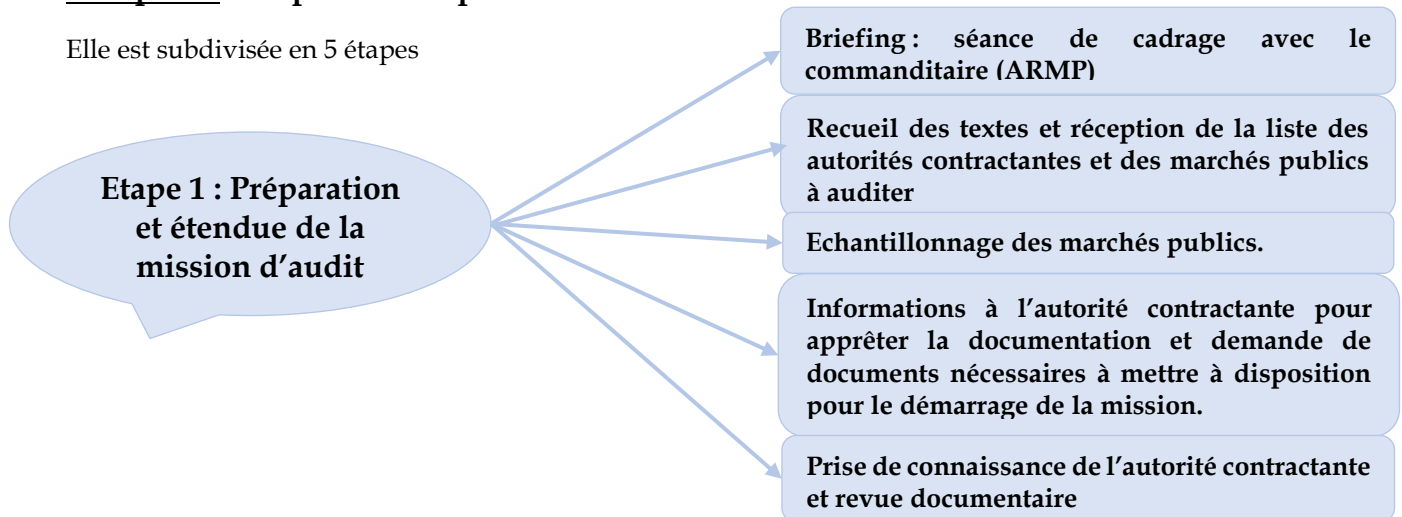 Elle est subdivisée en 5 étapes
Etape 1 : Préparation
et étendue de la
mission d’audit
Briefing : séance de cadrage avec le
commanditaire (ARMP)
Recueil des textes et réception de la liste des
autorités contractantes et des marchés publics
à auditer
Echantillonnage des marchés publics.
Informations à l’autorité contractante pour
apprêter la documentation et demande de
documents nécessaires à mettre à disposition
pour le démarrage de la mission.
Prise de connaissance de l’autorité contractante
et revue documentaire